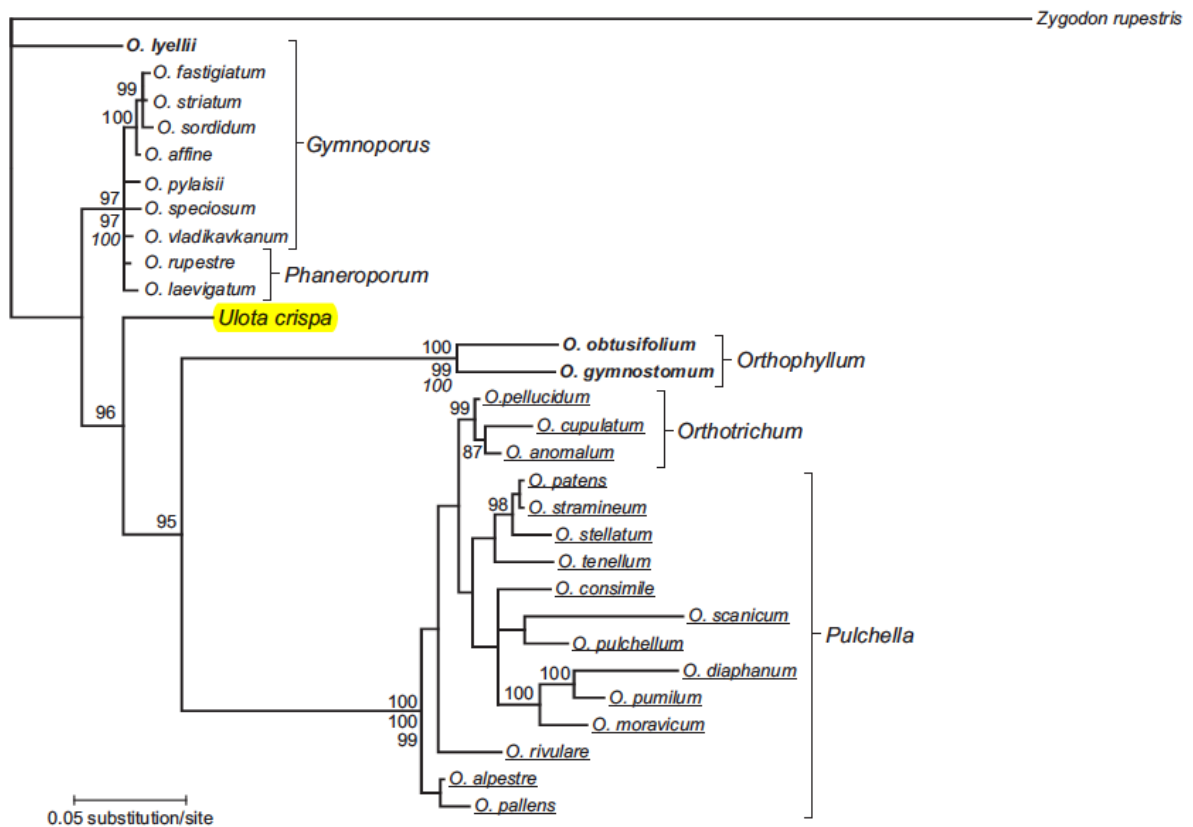 Zygodon rupestris
O. lyellii
O. fastigiatum
99
O. striatum
100
O. sordidum
Gymnoporus
O. affine
O. pylaisii
97
O. speciosum
97
100
O. vladikavkanum
O. rupestre
Phaneroporum
O. laevigatum
Ulota crispa
100
O. obtusifolium
Orthophyllum
99
O. gymnostomum
100
O.pellucidum
99
96
O. cupulatum
Orthotrichum
87
O. anomalum
O. patens
98
O. stramineum
95
O. stellatum
O. tenellum
O. consimile
O. scanicum
Pulchella
O. pulchellum
100
O. diaphanum
100
O. pumilum
100
O. moravicum
100
99
O. rivulare
O. alpestre
O. pallens
0.05 substitution/site